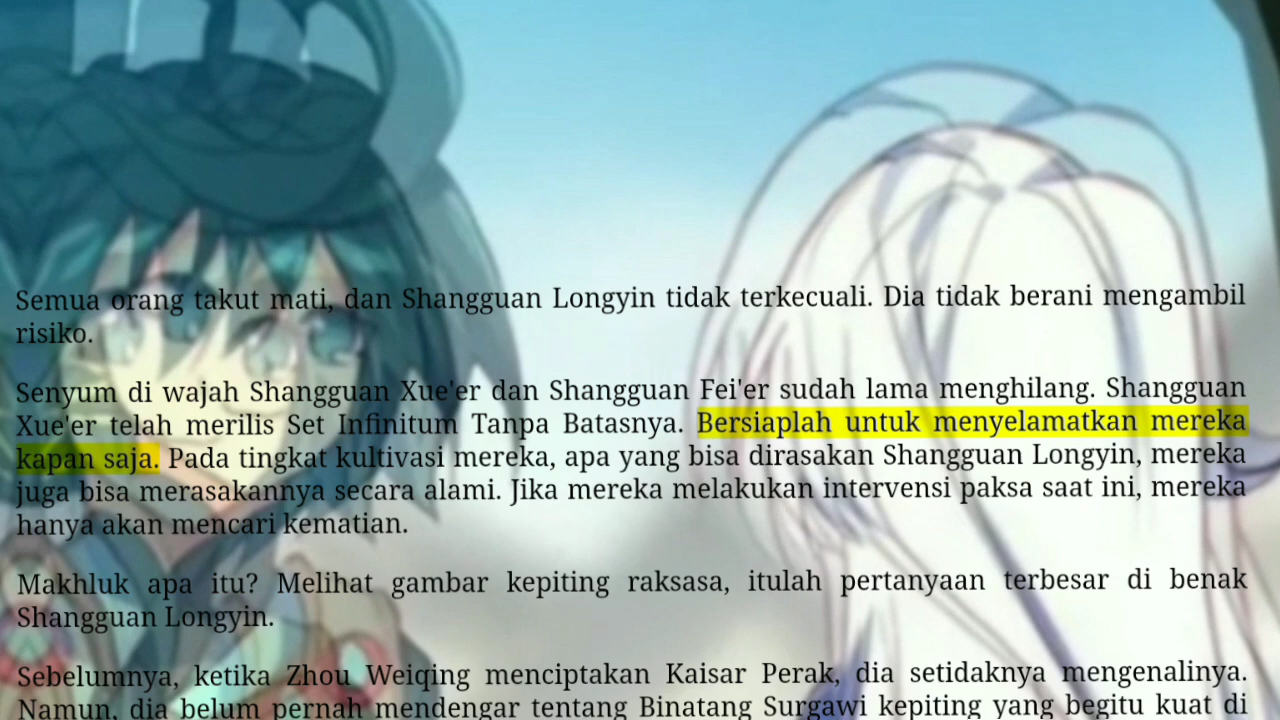 Semua orang takut mati, dan Shangguan Longyin tidak terkecuali. Dia tidak berani mengambil
risiko.
Senyum di wajah Shangguan Xue'er dan Shangguan Fei'er sudah lama menghilang. Shangguan
Xue'er telah merilis Set Infinitum Tanpa Batasnya. Bersiaplah untuk menyelamatkan mereka
kapan saja. Pada tingkat kultivasi mereka, apa yang bisa dirasakan Shangguan Longyin, mereka
juga bisa merasakannya secara alami. Jika mereka melakukan intervensi paksa saat ini, mereka
hanya akan mencari kematian.
Makhluk apa itu? Melihat gambar kepiting raksasa, itulah pertanyaan terbesar di benak
Shangguan Longyin.
Sebelumnya, ketika Zhou Weiqing menciptakan Kaisar Perak, dia setidaknya mengenalinya.
Namun, dia belum pernah mendengar tentang Binatang Surgawi kepiting yang begitu kuat di